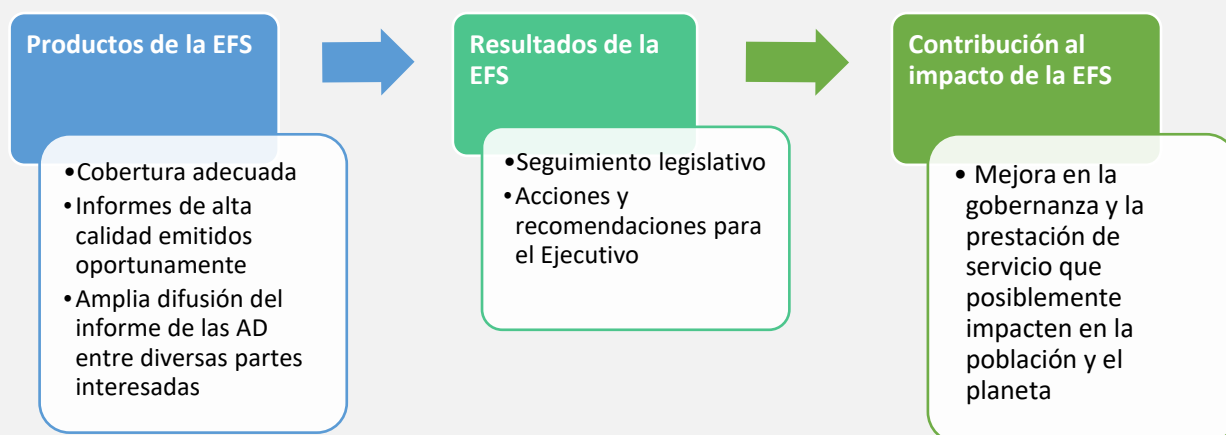 Productos de la EFS
•Cobertura adecuada
•Informes de alta
calidad emitidos
oportunamente
•Amplia difusión del
informe de las AD
entre diversas partes
interesadas
Resultados de la
EFS
•Seguimiento legislativo
•Acciones y
recomendaciones para
el Ejecutivo
Contribución al
impacto de la EFS
• Mejora en la
gobernanza y la
prestación de
servicio que
posiblemente
impacten en la
población y el
planeta